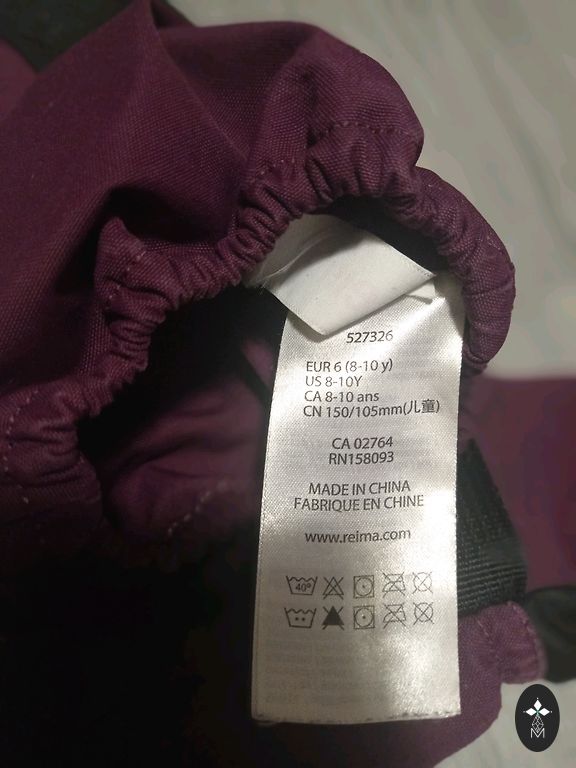 527326
EUR 6 (8-10 y)
US 8-10Y
CA 8-10 ans
CN 150/105mm(儿童)
CA 02764
RN158093
MADE IN CHINA
FABRIQUE EN CHINE
www.reima.com
40°
M